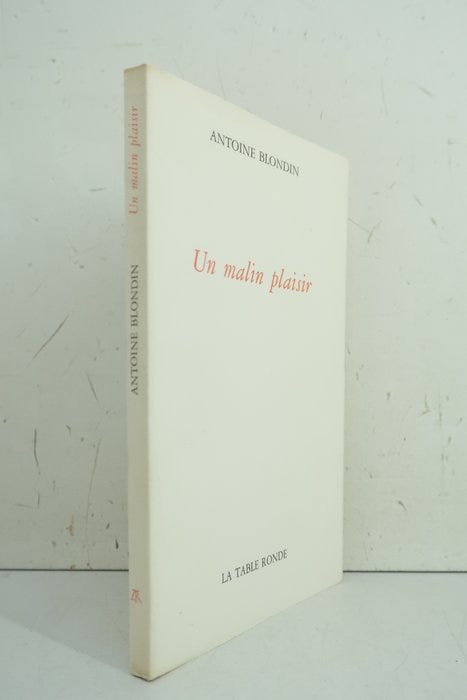 ANTOINE BLONDIN
Un malin plaisir
LA TABLE RONDE
ANTOINE BLONDIN Un malin plaisir